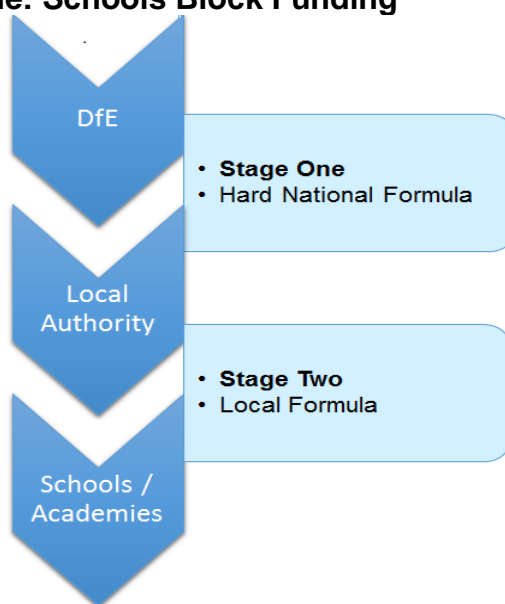 Schools Block Funding
DfE
• Stage One
• Hard National Formula
Local
Authority
• Stage Two
• Local Formula
Schools /
Academies